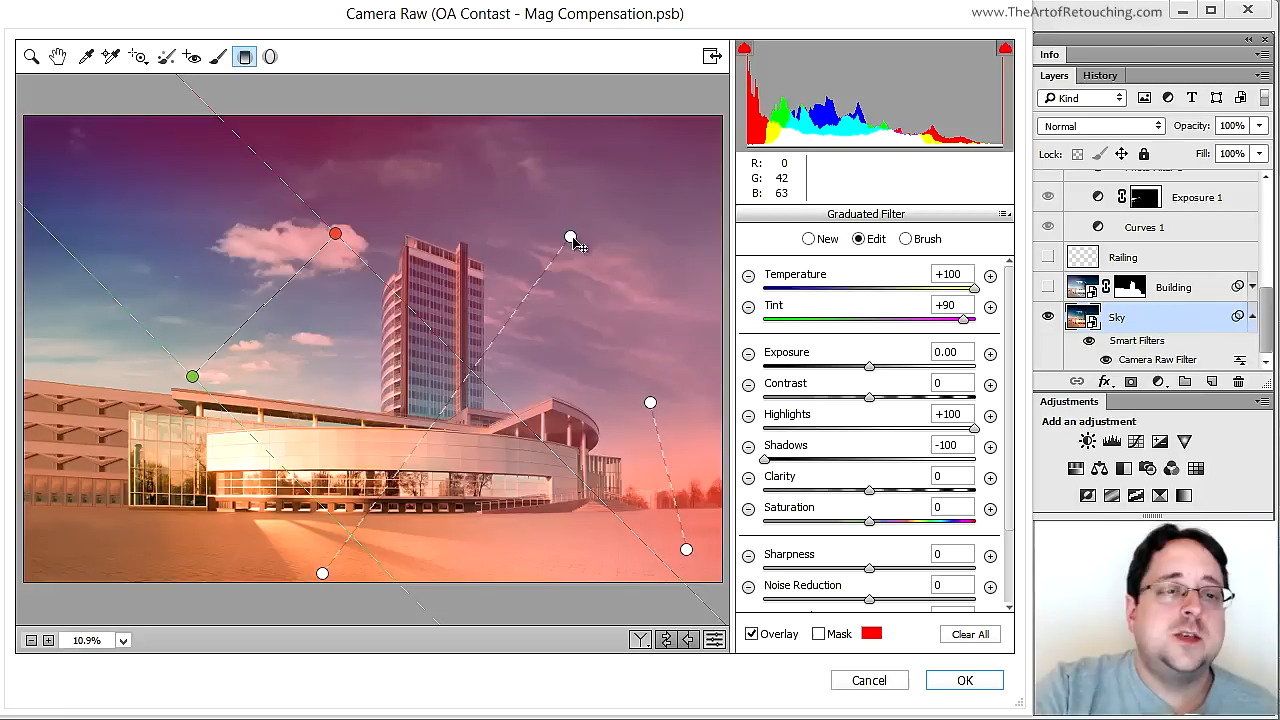 Camera Raw (OA Contast - Mag Compensation.psb)
www.TheArtofRetouching.com
R: 0
G: 42
B: 63
Graduated Filter
New
Edit
Brush
Temperature +100
Tint +90
Exposure 0.00
Contrast 0
Highlights +100
Shadows -100
Clarity 0
Saturation 0
Sharpness 0
Noise Reduction 0
Overlay
Mask
Clear All
10.9%
Y
Cancel
OK
Info
Layers History
Kind
T
Normal Opacity: 100%
Lock: Fill: 100%
Exposure 1
Curves 1
Railing
Building
Sky
Smart Filters
Camera Raw Filter
fx
Adjustments
Add an adjustment